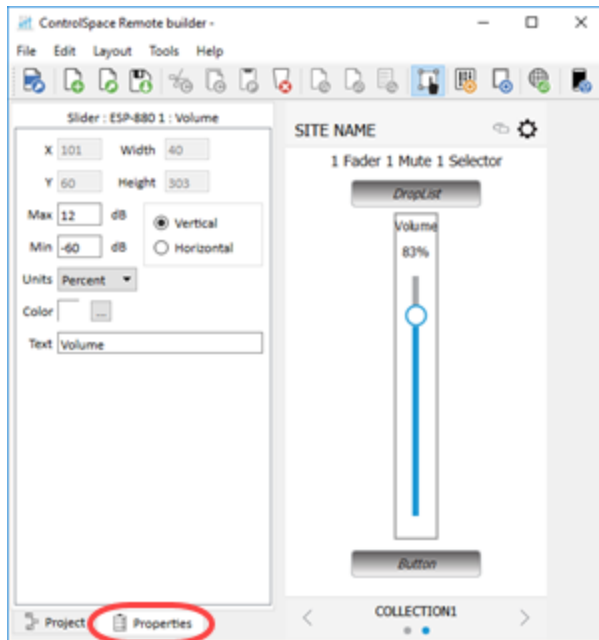 ControlSpace Remote builder -
File Edit Layout Tools Help
Slider : ESP-880 1 : Volume
X 101 Width 40
Y 60 Height 303
Max 12 dB
Min -60 dB
Vertical
Horizontal
Units Percent
Color ...
Text Volume
Project Properties
SITE NAME
1 Fader 1 Mute 1 Selector
DropList
Volume
83%
Button
COLLECTION1